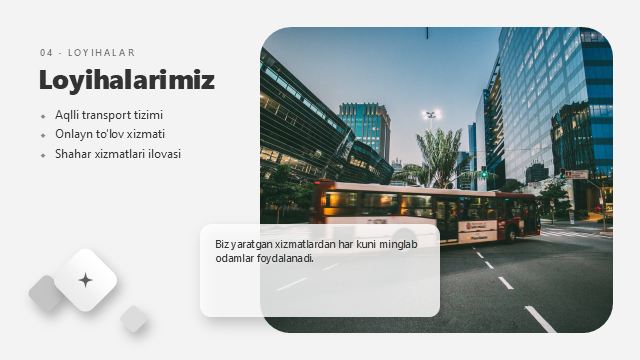 04 - LOYIHALAR
Loyihalarimiz
Aqlli transport tizimi
Onlayn to'lov xizmati
Shahar xizmatlari ilovasi
Biz yaratgan xizmatlardan har kuni minglab
odamlar foydalanadi.